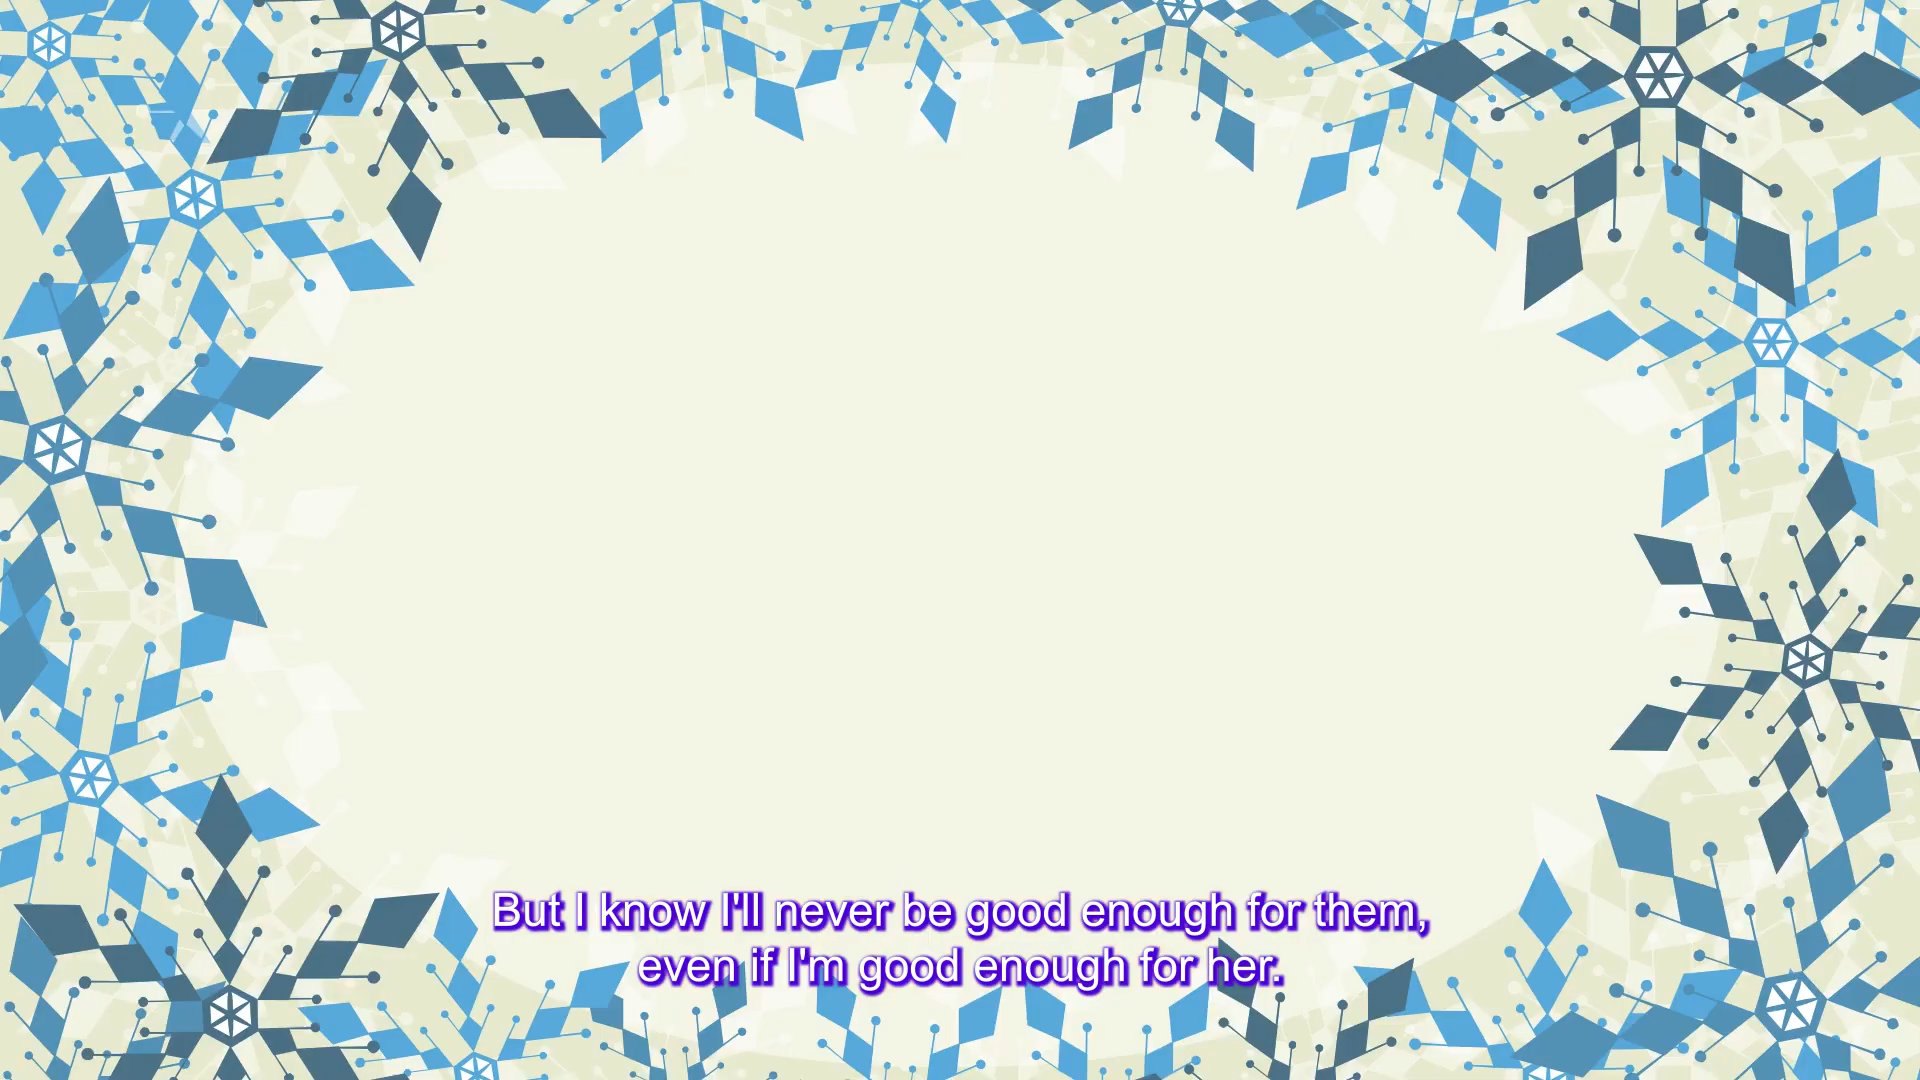 But I know I'll never be good enough for them,
even if I'm good enough for her.